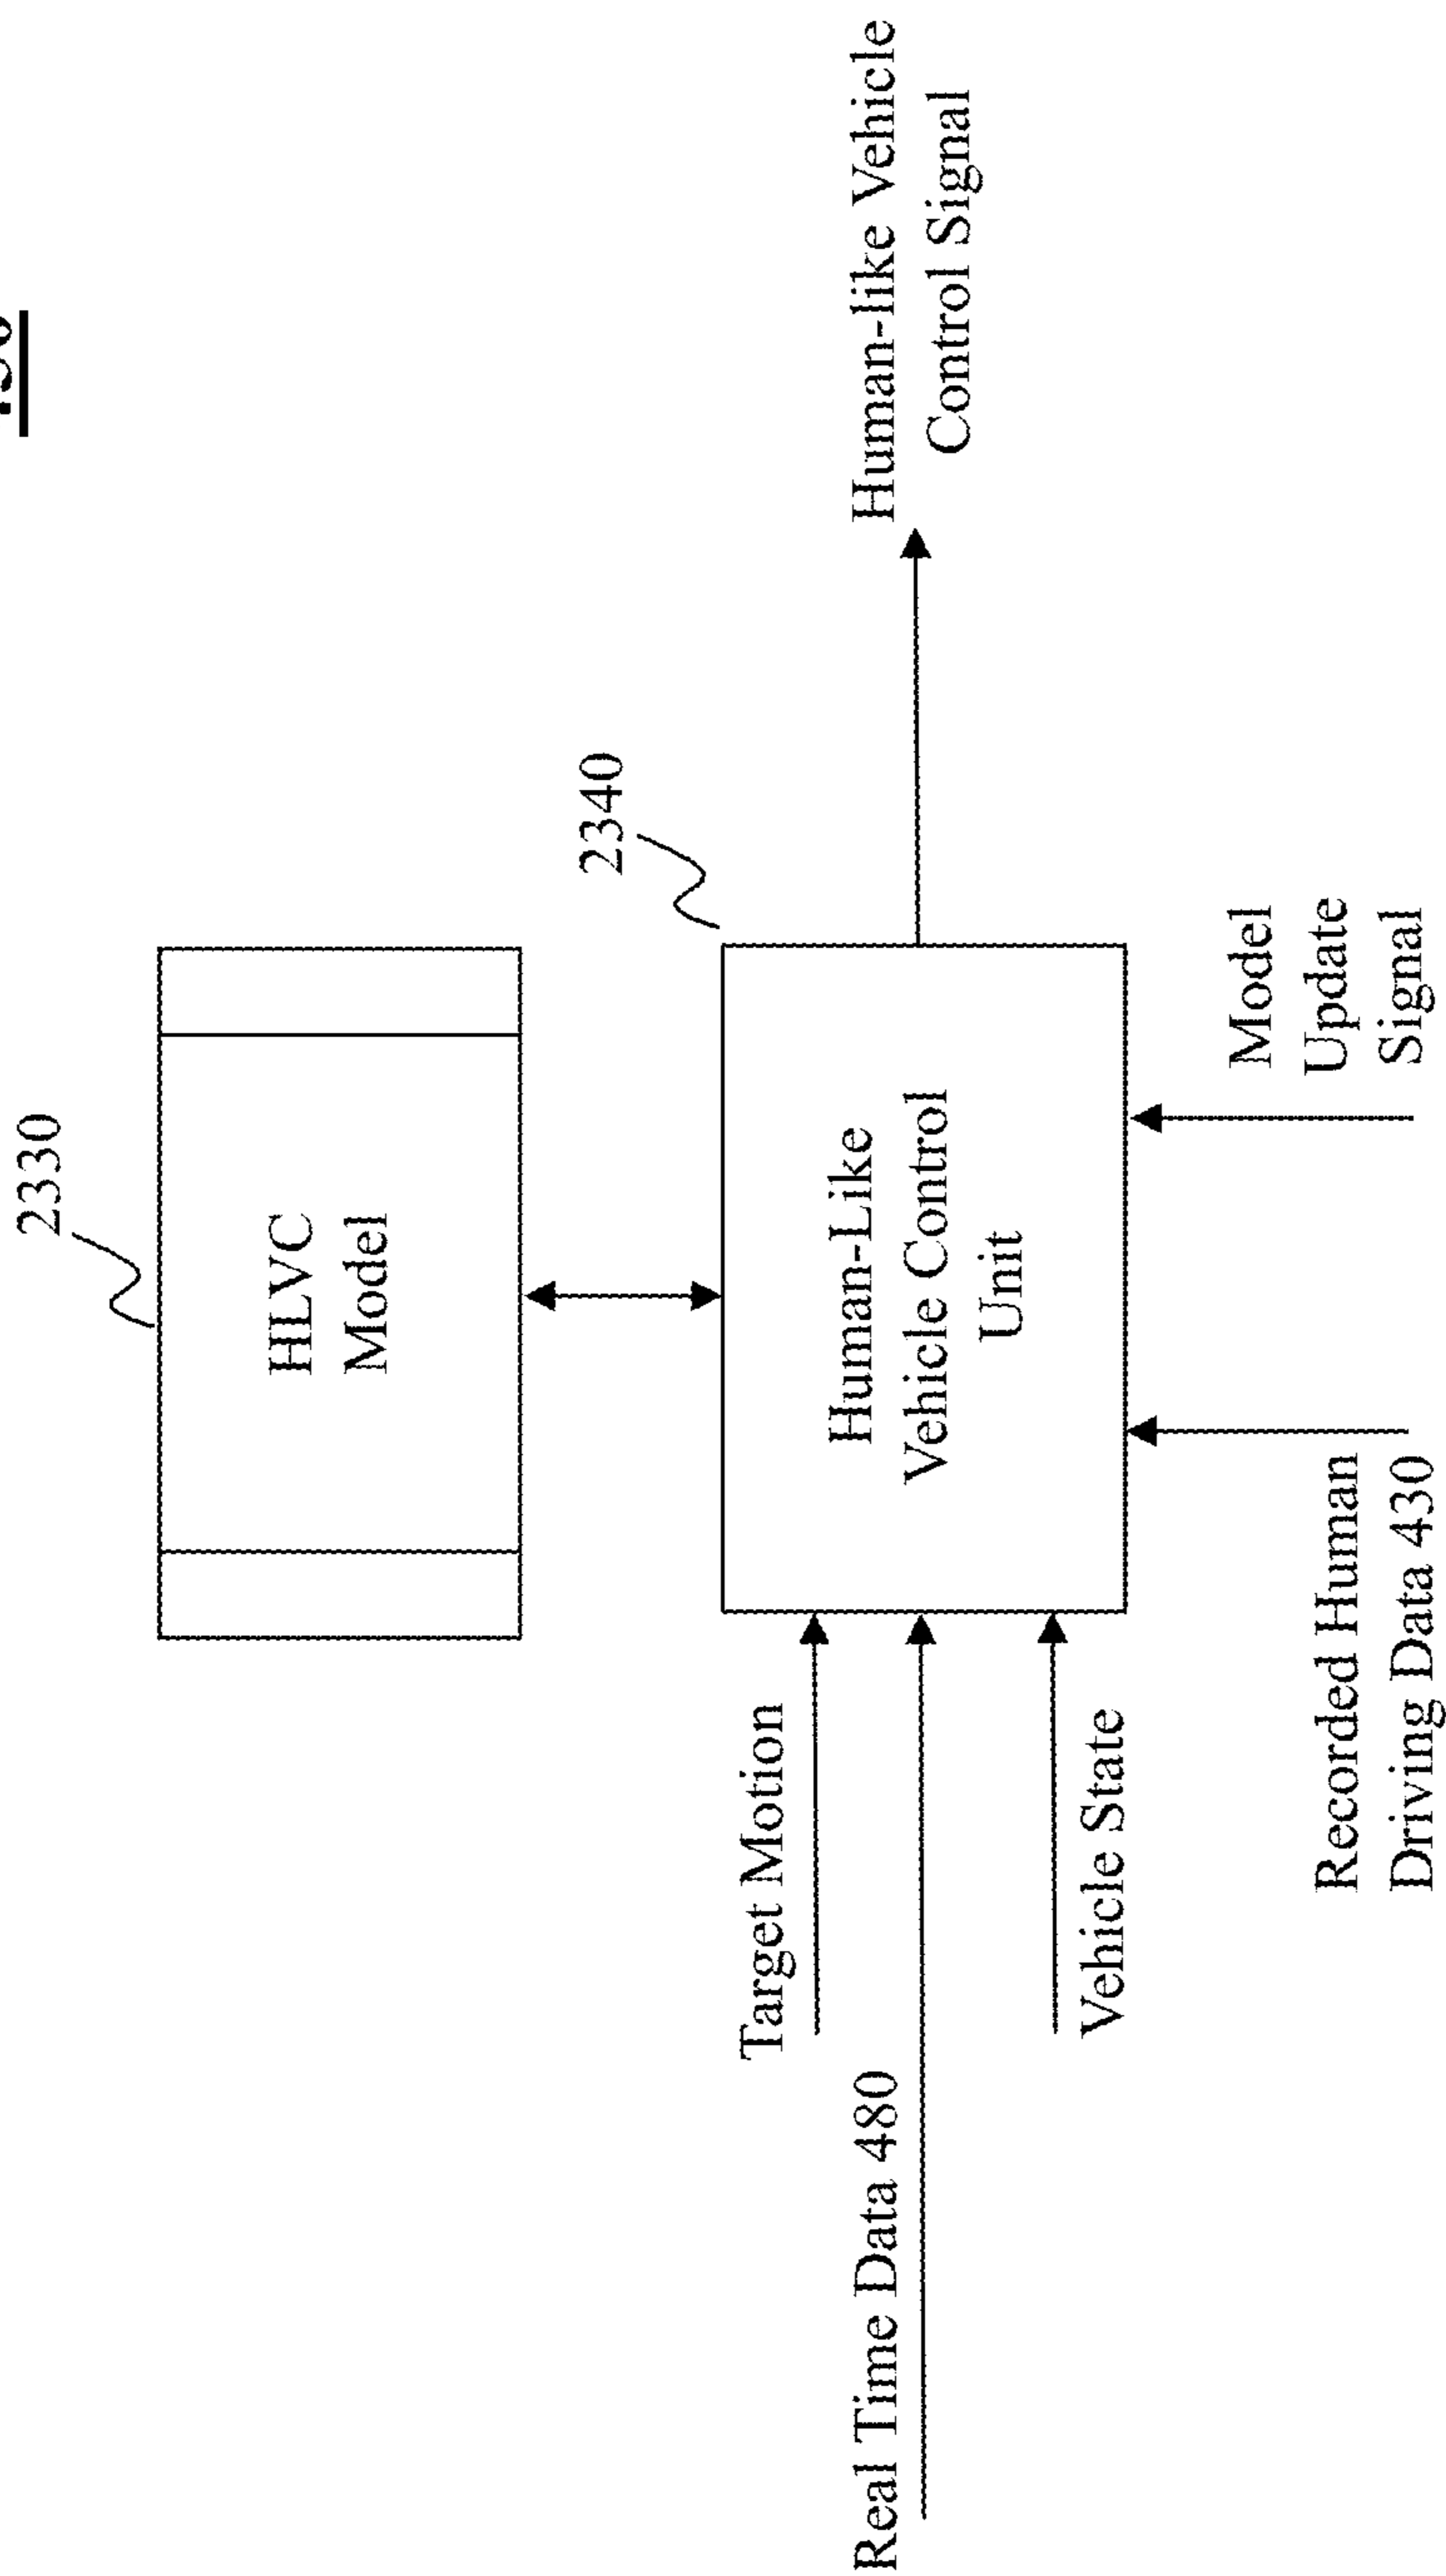 2330
HLVC
Model
2340
Human-Like
Vehicle Control
Unit
Target Motion
Real Time Data 480
Vehicle State
Human-like Vehicle
Control Signal
Recorded Human
Driving Data 430
Model
Update
Signal